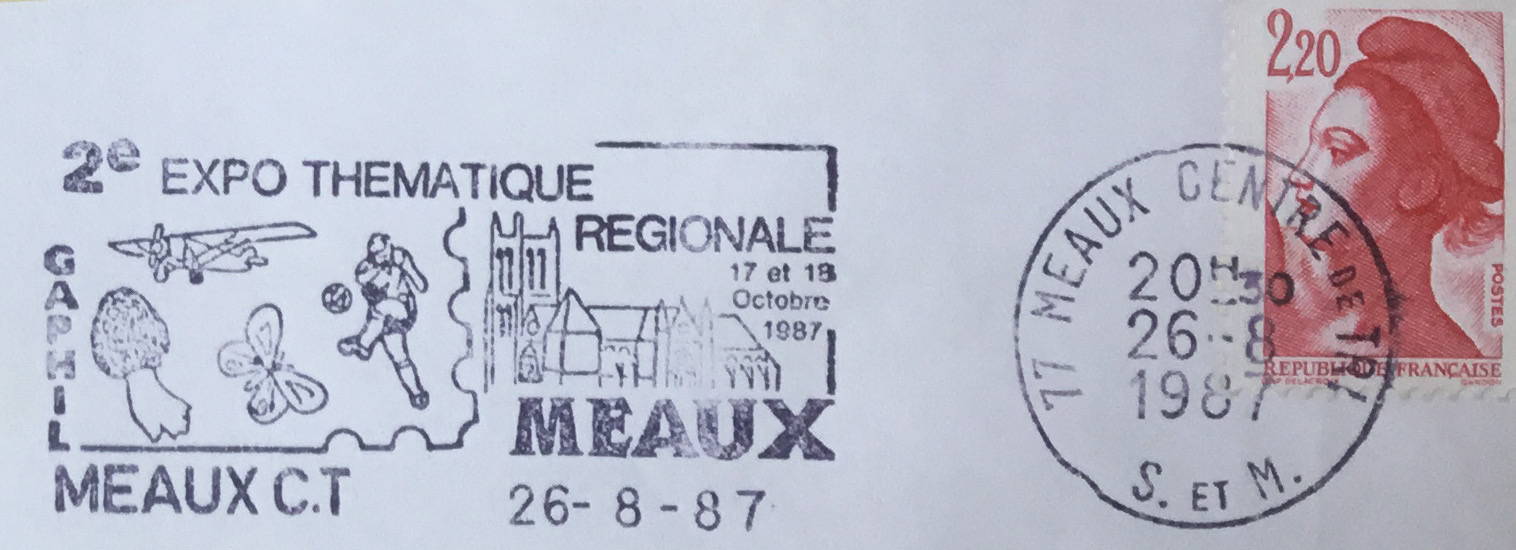 2e EXPO THEMATIQUE
REGIONALE
17 et 18
Octobre
1987
GAPHIL
MEAUX
MEAUX C.T
26-8-87
77 MEAUX CENTRE DE TRI
20H30
26-8
1987
S. ET M.
2,20
POSTES
REPUBLIQUE FRANÇAISE
GANDON